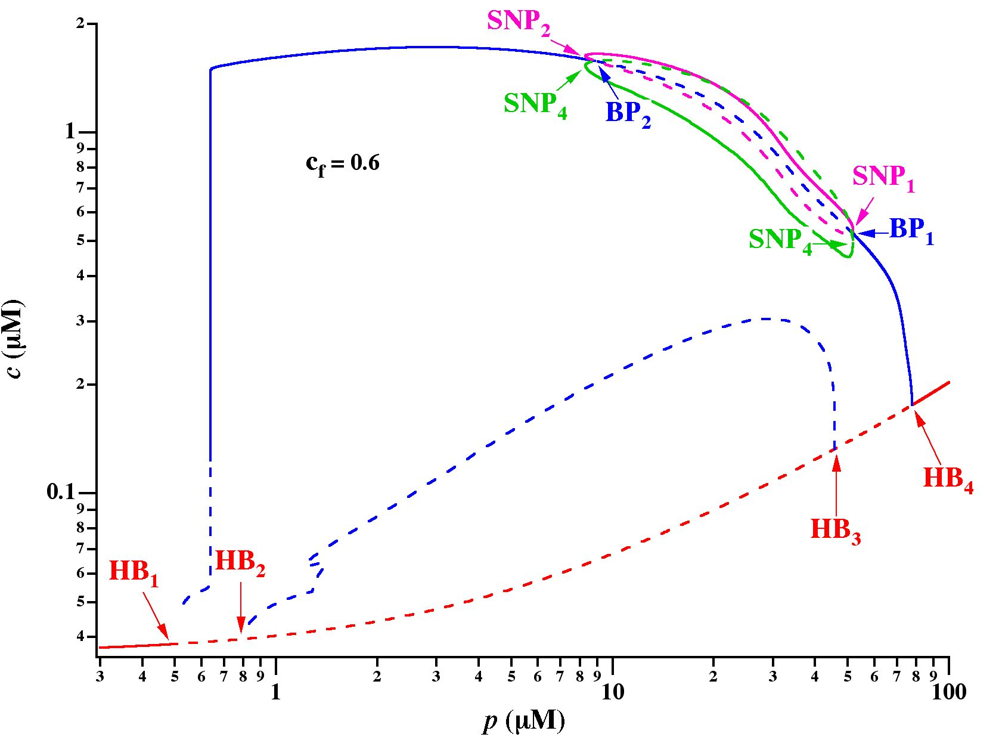 SNP2
2
SNP4
BP2
1
9
cf = 0.6
8
SNP1
7
6
BP1
SNP4
5
4
3
c (μM)
2
HB4
0.1
9
HB3
8
7
HB2
HB1
6
5
4
3 4 5 6 7 8 9 2 3 4 5 6 7 8 9 2 3 4 5 6 7 8 9
1 10 100
p (μM)